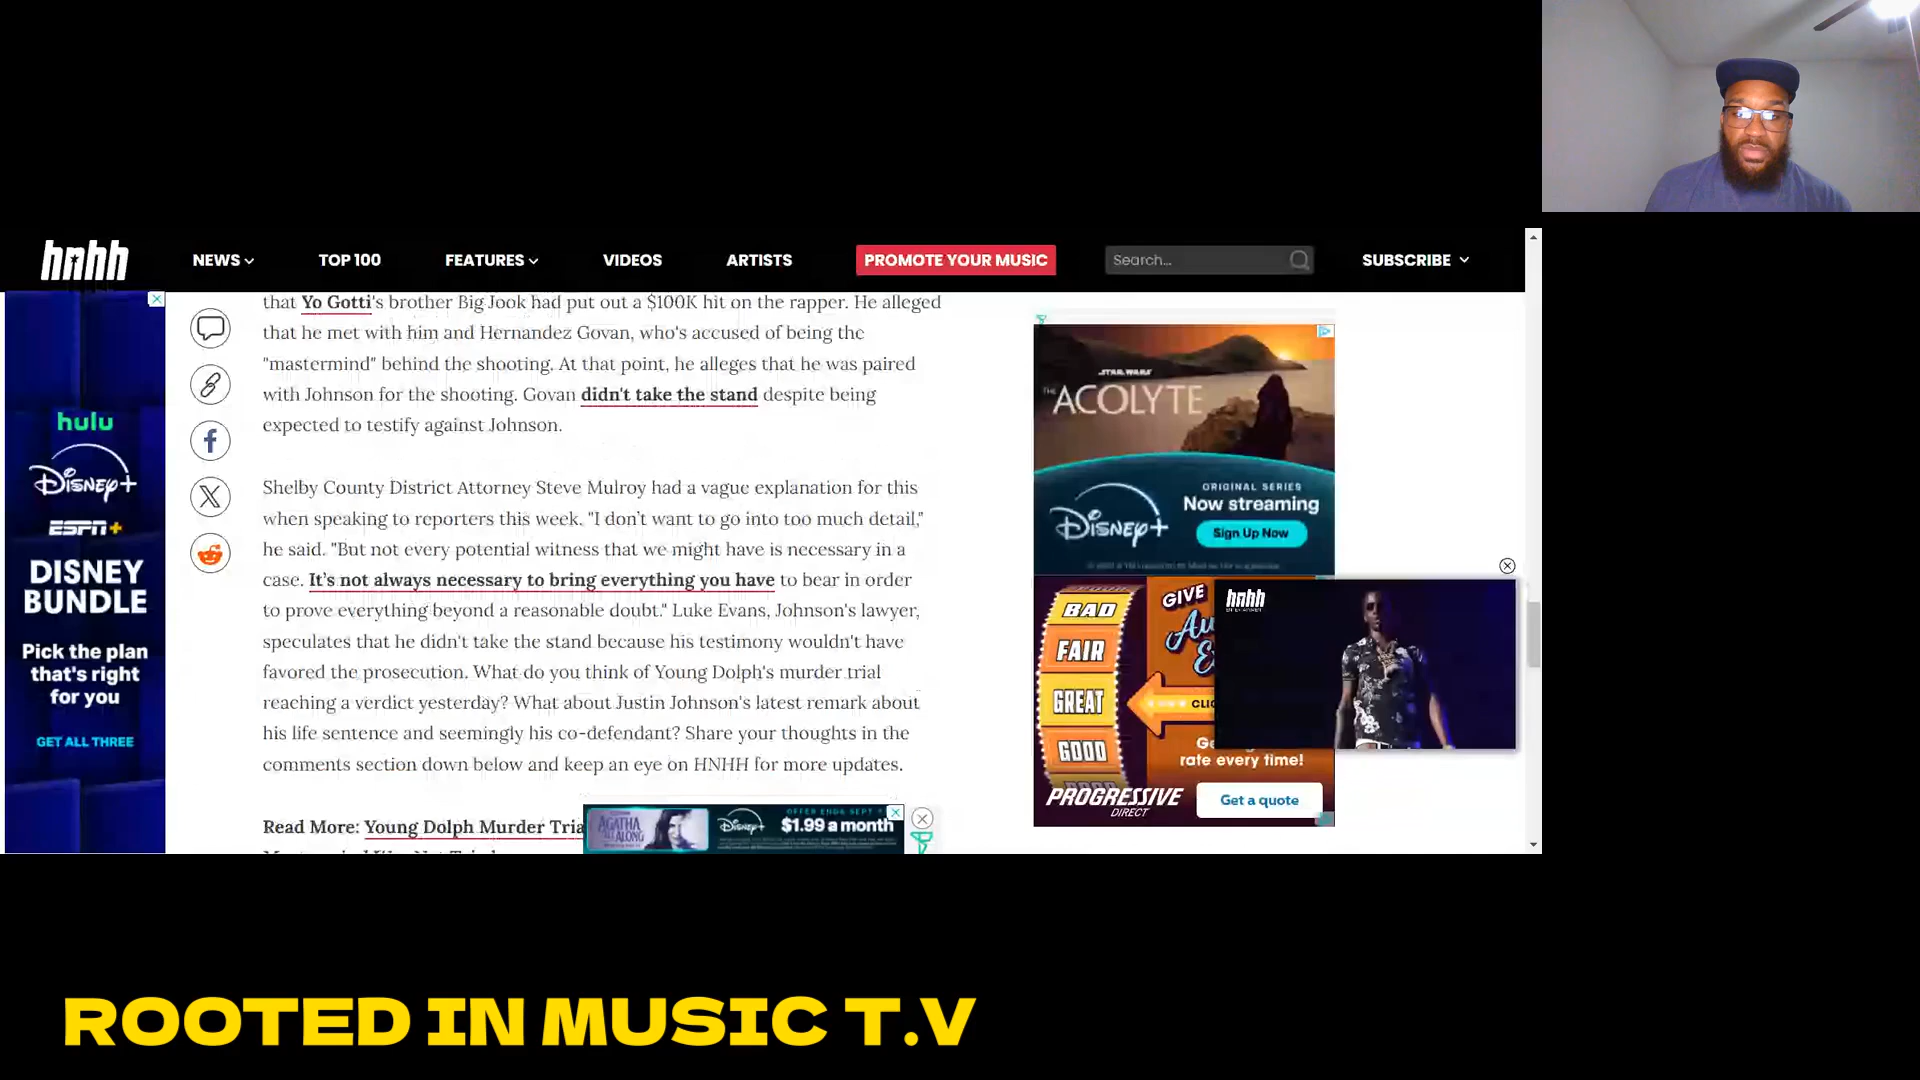 hnhh
NEWS
TOP 100
FEATURES
VIDEOS
ARTISTS
PROMOTE YOUR MUSIC
Search...
SUBSCRIBE
that Yo Gotti's brother Big Jook had put out a $100K hit on the rapper. He alleged
that he met with him and Hernandez Govan, who's accused of being the
"mastermind" behind the shooting. At that point, he alleges that he was paired
with Johnson for the shooting. Govan didn't take the stand despite being
expected to testify against Johnson.
Shelby County District Attorney Steve Mulroy had a vague explanation for this
when speaking to reporters this week. "I don't want to go into too much detail,"
he said. "But not every potential witness that we might have is necessary in a
case. It's not always necessary to bring everything you have to bear in order
to prove everything beyond a reasonable doubt." Luke Evans, Johnson's lawyer,
speculates that he didn't take the stand because his testimony wouldn't have
favored the prosecution. What do you think of Young Dolph's murder trial
reaching a verdict yesterday? What about Justin Johnson's latest remark about
his life sentence and seemingly his co-defendant? Share your thoughts in the
comments section down below and keep an eye on HNHH for more updates.
Read More: Young Dolph Murder Tria
hulu
Disney+
ESPN+
DISNEY
BUNDLE
Pick the plan
that's right
for you
GET ALL THREE
STAR WARS
THE ACOLYTE
Disney+
ORIGINAL SERIES
Now streaming
Sign Up Now
BAD
FAIR
GREAT
GOOD
GIVE
CLIC
Ge
rate every time!
PROGRESSIVE
DIRECT
Get a quote
hnhh
AGATHA
ALL ALONG
Disney+
OFFER ENDS SEPT
$1.99 a month
ROOTED IN MUSIC T.V